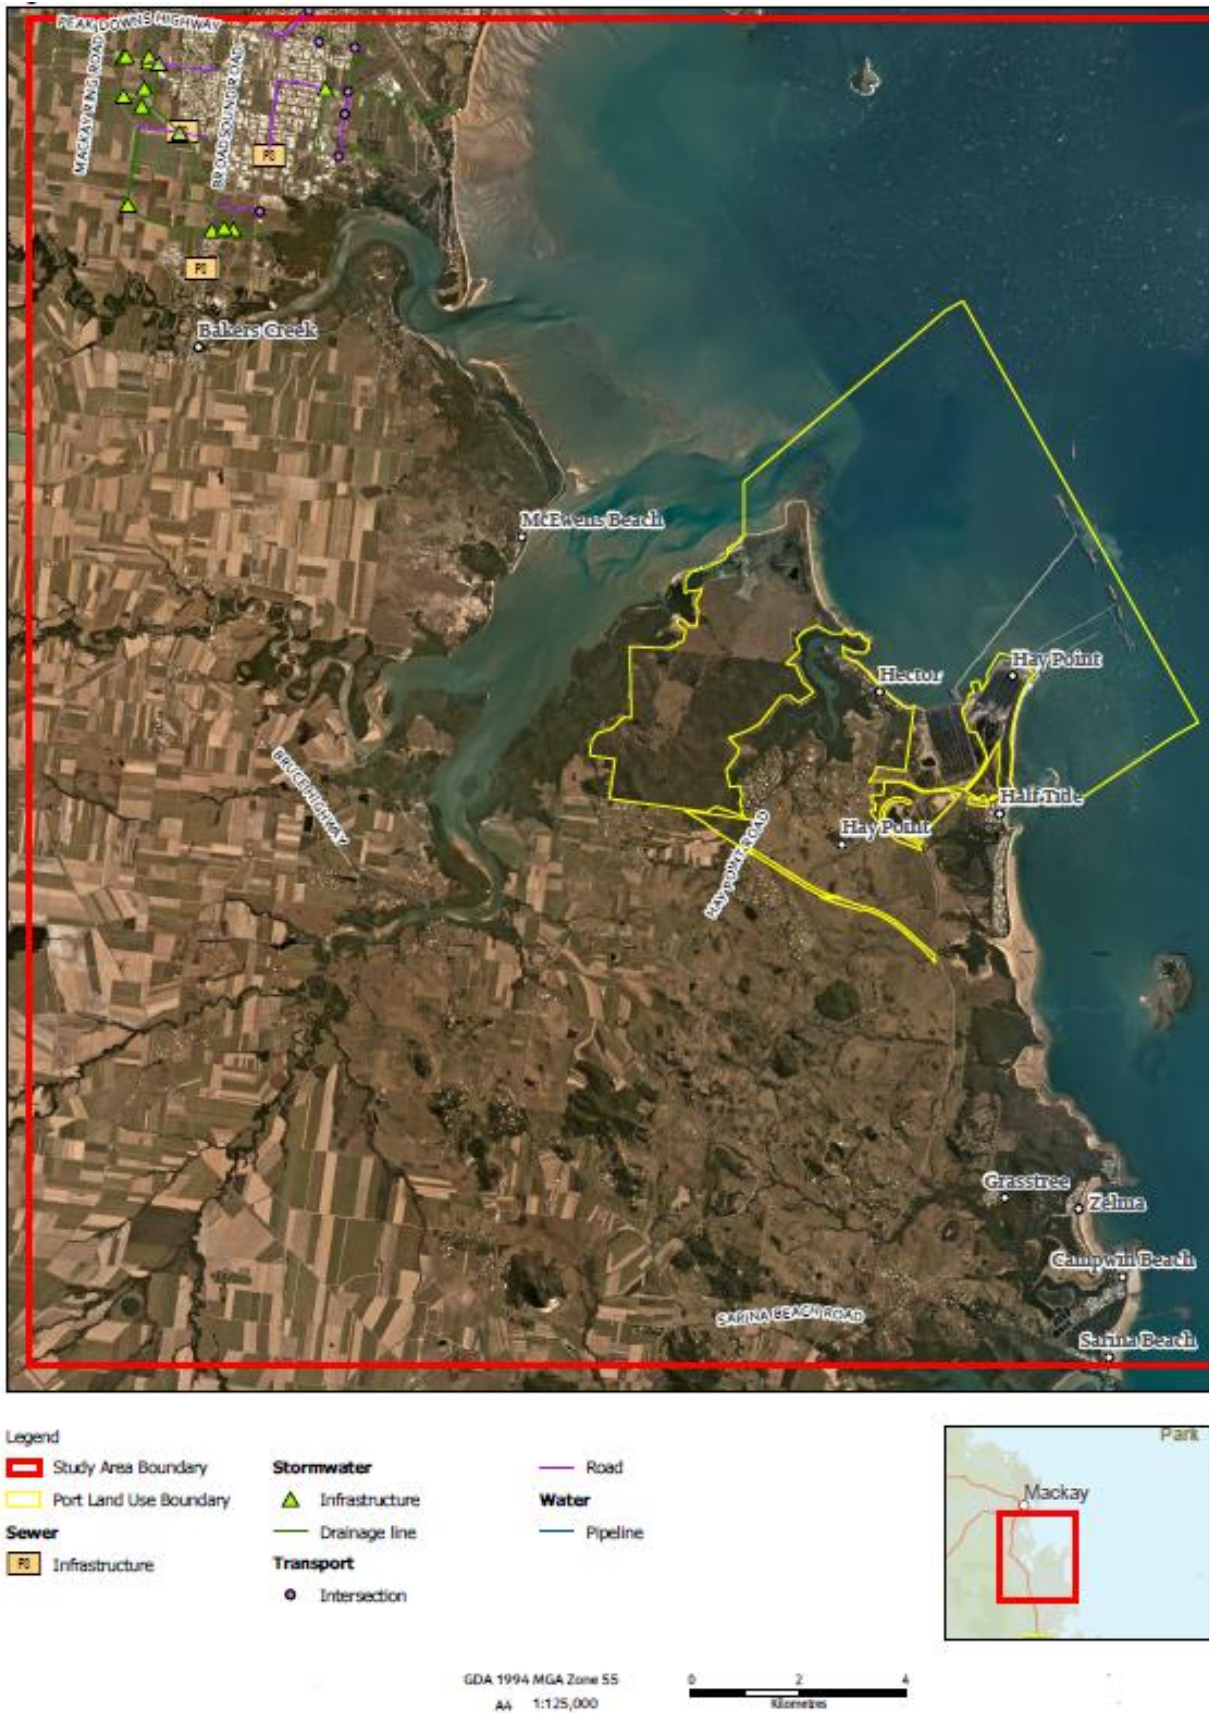 PEAK DOWNS HIGHWAY
MACKAY RING ROAD
BROADSOUND ROAD
PS
PS
Bakers Creek
McEwens Beach
Hay Point
Hector
BRUCE HIGHWAY
Half Tide
Hay Point
HAY POINT ROAD
Grasstree
Zelma
Campwin Beach
SARINA BEACH ROAD
Sarina Beach
Legend
Study Area Boundary
Port Land Use Boundary
Sewer
PS Infrastructure
Stormwater
Infrastructure
Drainage line
Transport
Intersection
Road
Water
Pipeline
Park
Mackay
GDA 1994 MGA Zone 55
A4 1:125,000
0 2 4
Kilometres